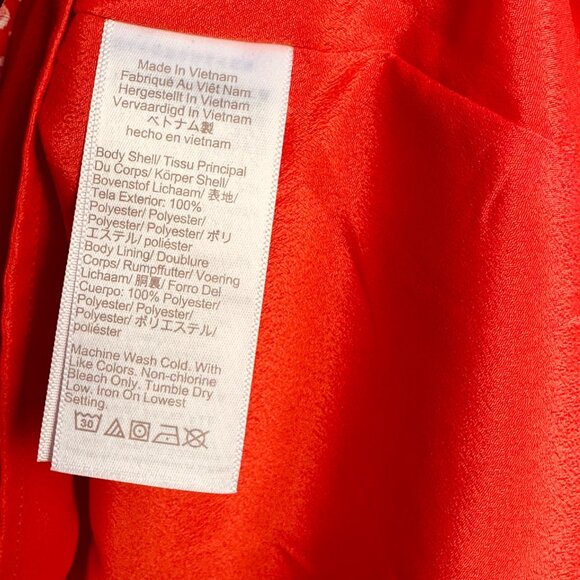 Made In Vietnam
Fabriqué Au Viet Nam
Hergestellt In Vietnam
Vervaardigd In Vietnam
ベトナム製
hecho en vietnam
Body Shell/ Tissu Principal
Du Corps/ Körper Shell/
Bovenstof Lichaam/ 表地/
Tela Exterior: 100%
Polyester/ Polyester/
Polyester/ Polyester/ ポリ
エステル/ poliéster
Body Lining/ Doublure
Corps/ Rumpffutter/ Voering
Lichaam/ 胴裏/ Forro Del
Cuerpo: 100% Polyester/
Polyester/ Polyester/
Polyester/ ポリエステル/
poliéster
Machine Wash Cold. With
Like Colors. Non-chlorine
Bleach Only. Tumble Dry
Low. Iron On Lowest
Setting.
30